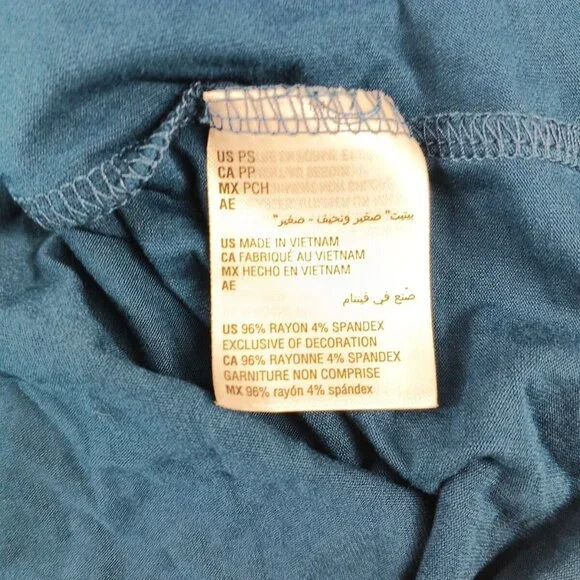 US PS
CA PP
MX PCH
AE
بيتيت" صغير ونحيف - صغير"
US MADE IN VIETNAM
CA FABRIQUÉ AU VIETNAM
MX HECHO EN VIETNAM
AE
صنع في فيتنام
US 96% RAYON 4% SPANDEX
EXCLUSIVE OF DECORATION
CA 96% RAYONNE 4% SPANDEX
GARNITURE NON COMPRISE
MX 96% rayón 4% spándex